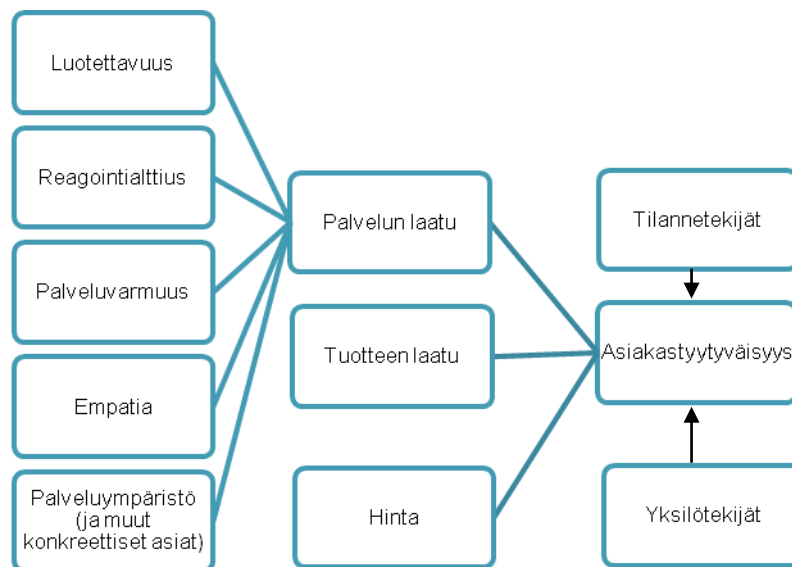 Luotettavuus
Reagointialttius
Palveluvarmuus
Empatia
Palveluympäristö
(ja muut
konkreettiset asiat)
Palvelun laatu
Tuotteen laatu
Hinta
Tilannetekijät
Asiakastyytyväisyys
Yksilötekijät